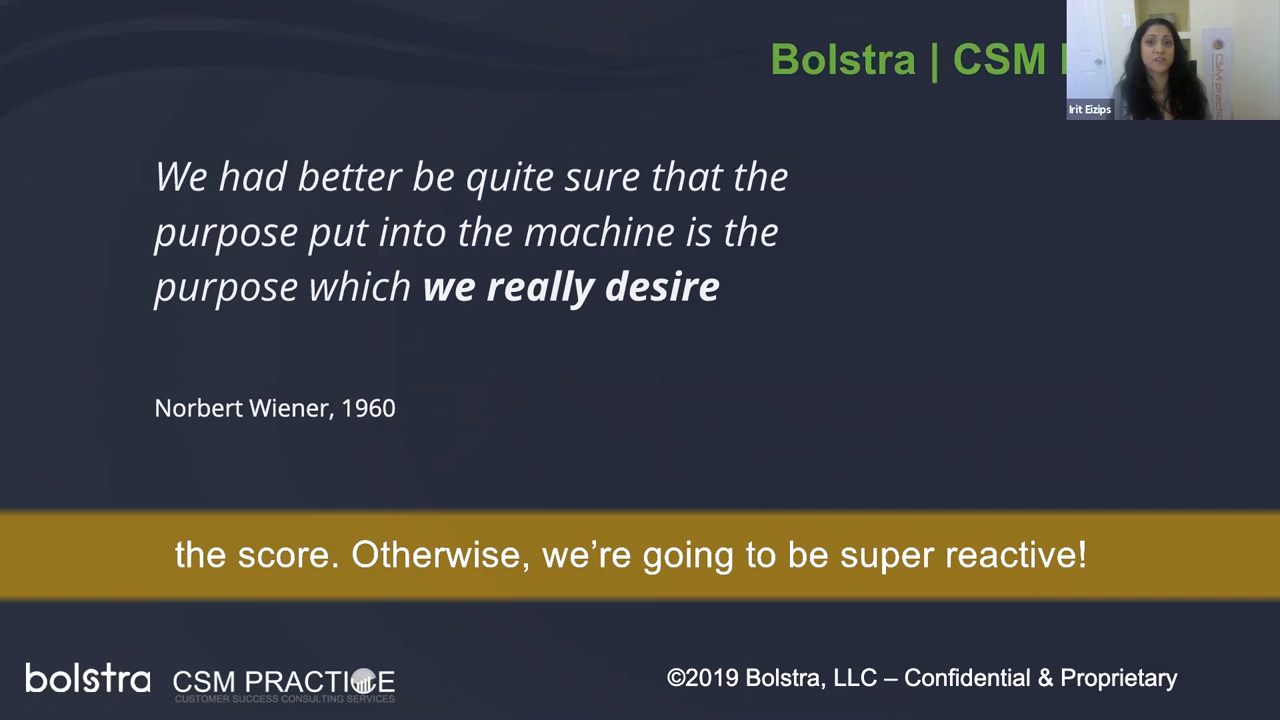 Bolstra | CSM
Irit Eizips
We had better be quite sure that the
purpose put into the machine is the
purpose which we really desire
Norbert Wiener, 1960
the score. Otherwise, we’re going to be super reactive!
bolstra
CSM PRACTICE
CUSTOMER SUCCESS CONSULTING SERVICES
©2019 Bolstra, LLC – Confidential & Proprietary
CSM practic